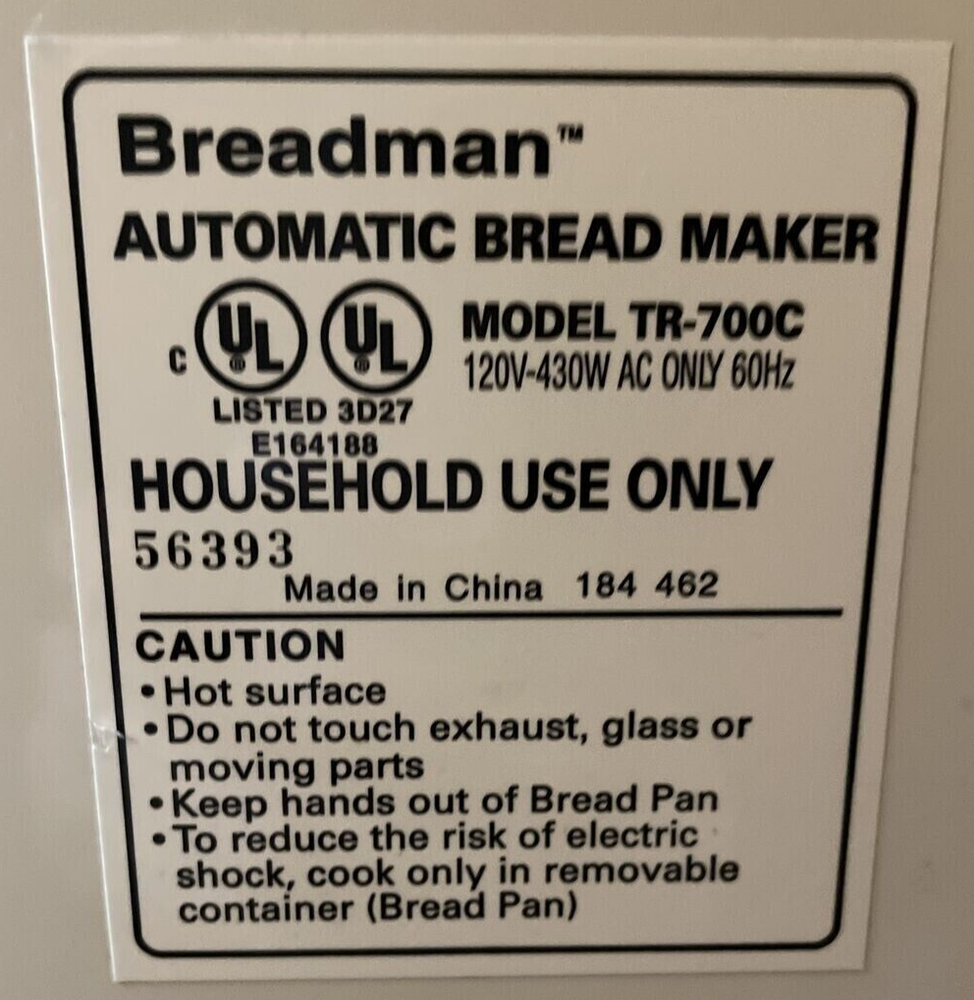 Breadman™
AUTOMATIC BREAD MAKER
C UL UL MODEL TR-700C
120V-430W AC ONLY 60Hz
LISTED 3D27
E164188
HOUSEHOLD USE ONLY
56393
Made in China 184 462
CAUTION
• Hot surface
• Do not touch exhaust, glass or
moving parts
• Keep hands out of Bread Pan
• To reduce the risk of electric
shock, cook only in removable
container (Bread Pan)